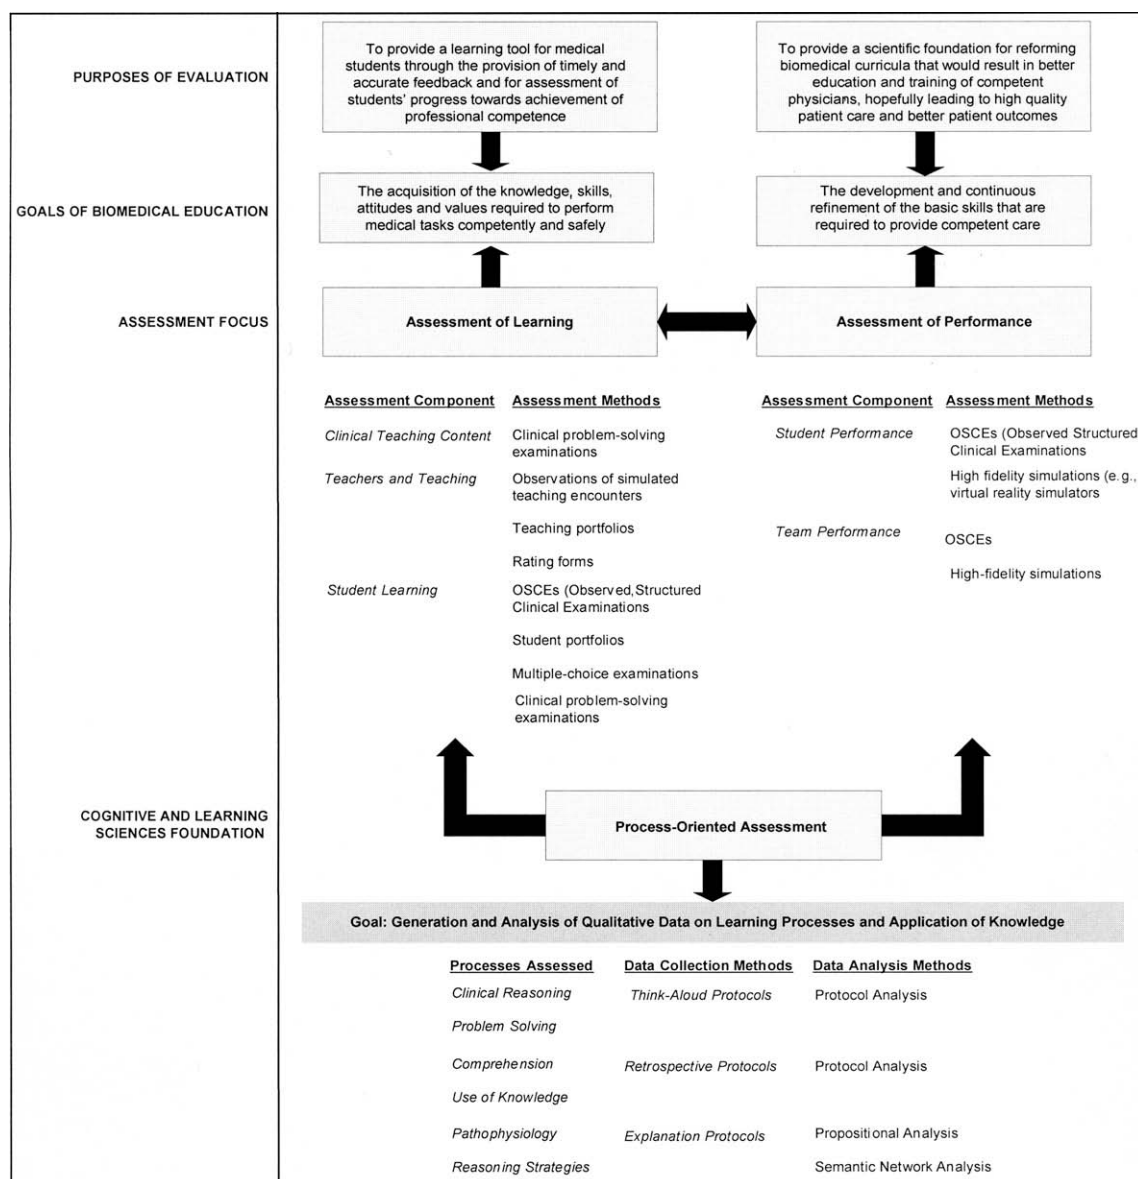 PURPOSES OF EVALUATION
To provide a learning tool for medical
students through the provision of timely and
accurate feedback and for assessment of
students' progress towards achievement of
professional competence
To provide a scientific foundation for reforming
biomedical curricula that would result in better
education and training of competent
physicians, hopefully leading to high quality
patient care and better patient outcomes
GOALS OF BIOMEDICAL EDUCATION
The acquisition of the knowledge, skills,
attitudes and values required to perform
medical tasks competently and safely
The development and continuous
refinement of the basic skills that are
required to provide competent care
ASSESSMENT FOCUS
Assessment of Learning
Assessment of Performance
Assessment Component
Assessment Methods
Clinical Teaching Content
Clinical problem-solving
examinations
Teachers and Teaching
Observations of simulated
teaching encounters
Teaching portfolios
Rating forms
Student Learning
OSCEs (Observed,Structured
Clinical Examinations
Student portfolios
Multiple-choice examinations
Clinical problem-solving
examinations
Assessment Component
Assessment Methods
Student Performance
OSCEs (Observed Structured
Clinical Examinations
High fidelity simulations (e.g.,
virtual reality simulators
Team Performance
OSCEs
High-fidelity simulations
COGNITIVE AND LEARNING
SCIENCES FOUNDATION
Process-Oriented Assessment
Goal: Generation and Analysis of Qualitative Data on Learning Processes and Application of Knowledge
Processes Assessed
Data Collection Methods
Data Analysis Methods
Clinical Reasoning
Think-Aloud Protocols
Protocol Analysis
Problem Solving
Comprehension
Retrospective Protocols
Protocol Analysis
Use of Knowledge
Pathophysiology
Explanation Protocols
Propositional Analysis
Reasoning Strategies
Semantic Network Analysis